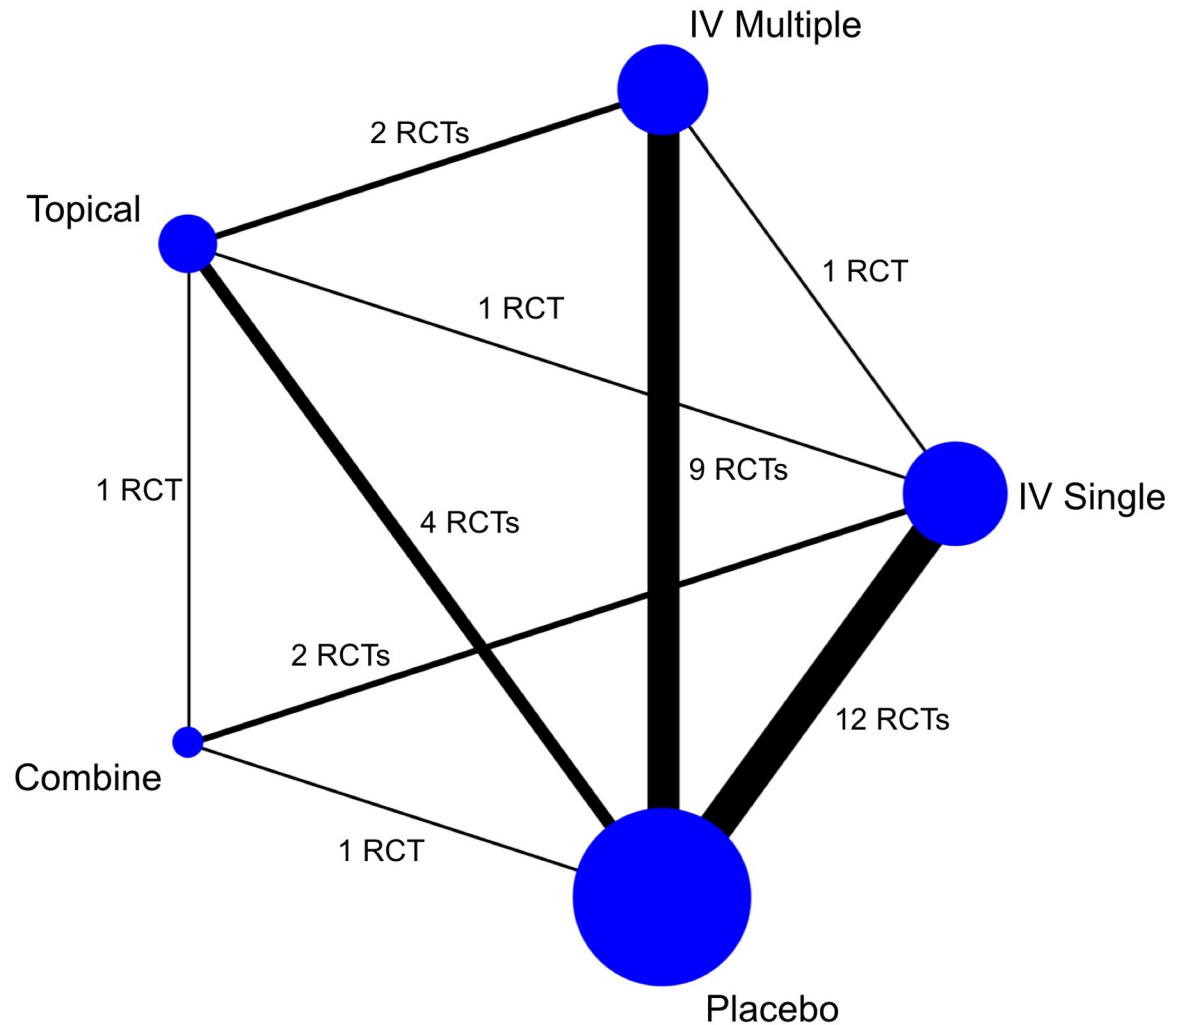 IV Multiple
2 RCTs
Topical
1 RCT
1 RCT
9 RCTs
1 RCT
IV Single
4 RCTs
2 RCTs
12 RCTs
Combine
1 RCT
Placebo